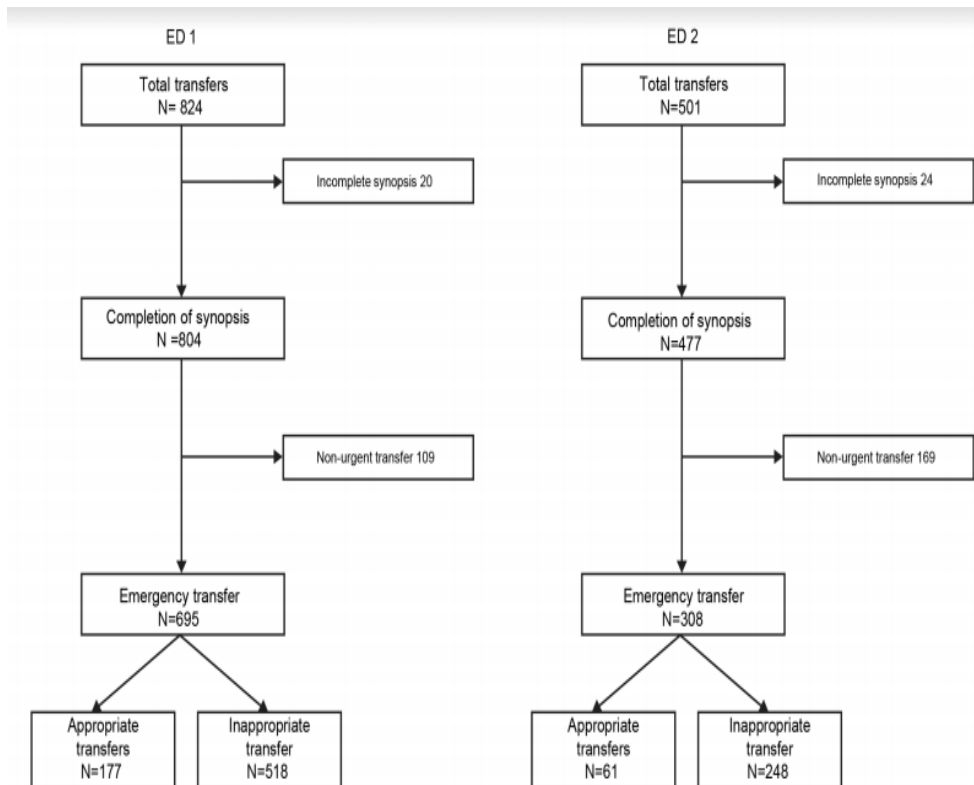 ED 1
Total transfers
N= 824
Incomplete synopsis 20
Completion of synopsis
N =804
Non-urgent transfer 109
Emergency transfer
N=695
Appropriate
transfers
N=177
Inappropriate
transfer
N=518
ED 2
Total transfers
N=501
Incomplete synopsis 24
Completion of synopsis
N=477
Non-urgent transfer 169
Emergency transfer
N=308
Appropriate
transfers
N=61
Inappropriate
transfer
N=248